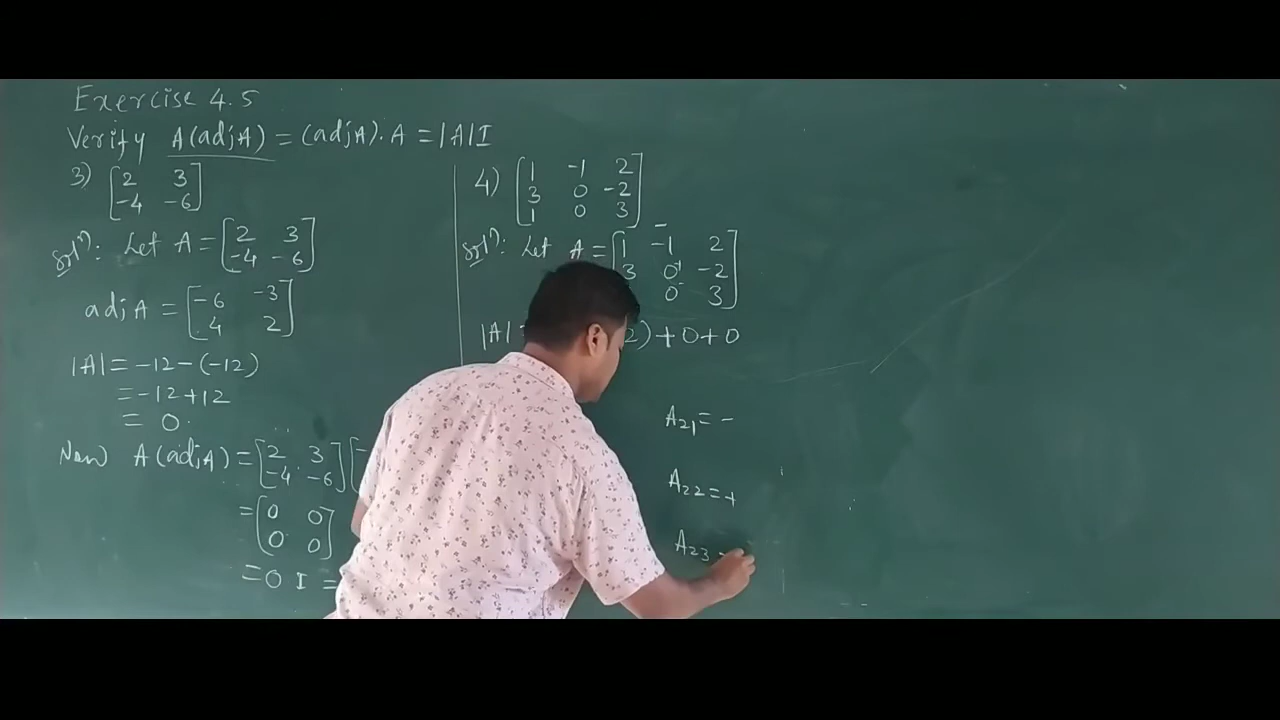 Exercise 4.5
Verify A(adjA) = (adjA).A = |A|I
3) [2 3
-4 -6]
Solⁿ: Let A = [2 3
-4 -6]
adjA = [-6 -3
4 2]
|A| = -12 - (-12)
= -12 + 12
= 0.
Now A(adjA) = [2 3
-4 -6] [-
= [0 0
0 0]
= 0 I =
4) [1 -1 2
3 0 -2
1 0 3]
Solⁿ: Let A = [1 -1 2
3 0 -2
0 3]
|A| = 2) + 0 + 0
A₂₁ = -
A₂₂ = +
A₂₃ -